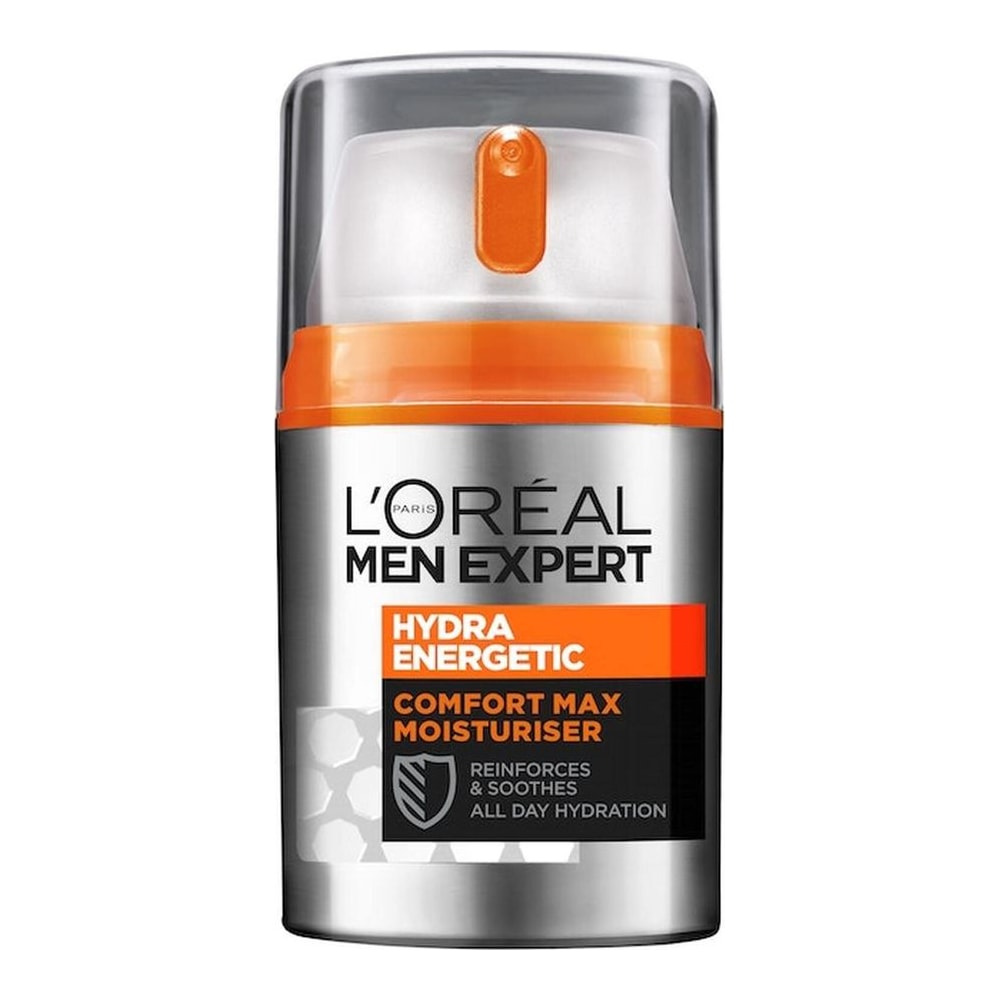 L'ORÉAL
PARIS
MEN EXPERT
HYDRA
ENERGETIC
COMFORT MAX
MOISTURISER
REINFORCES
& SOOTHES
ALL DAY HYDRATION